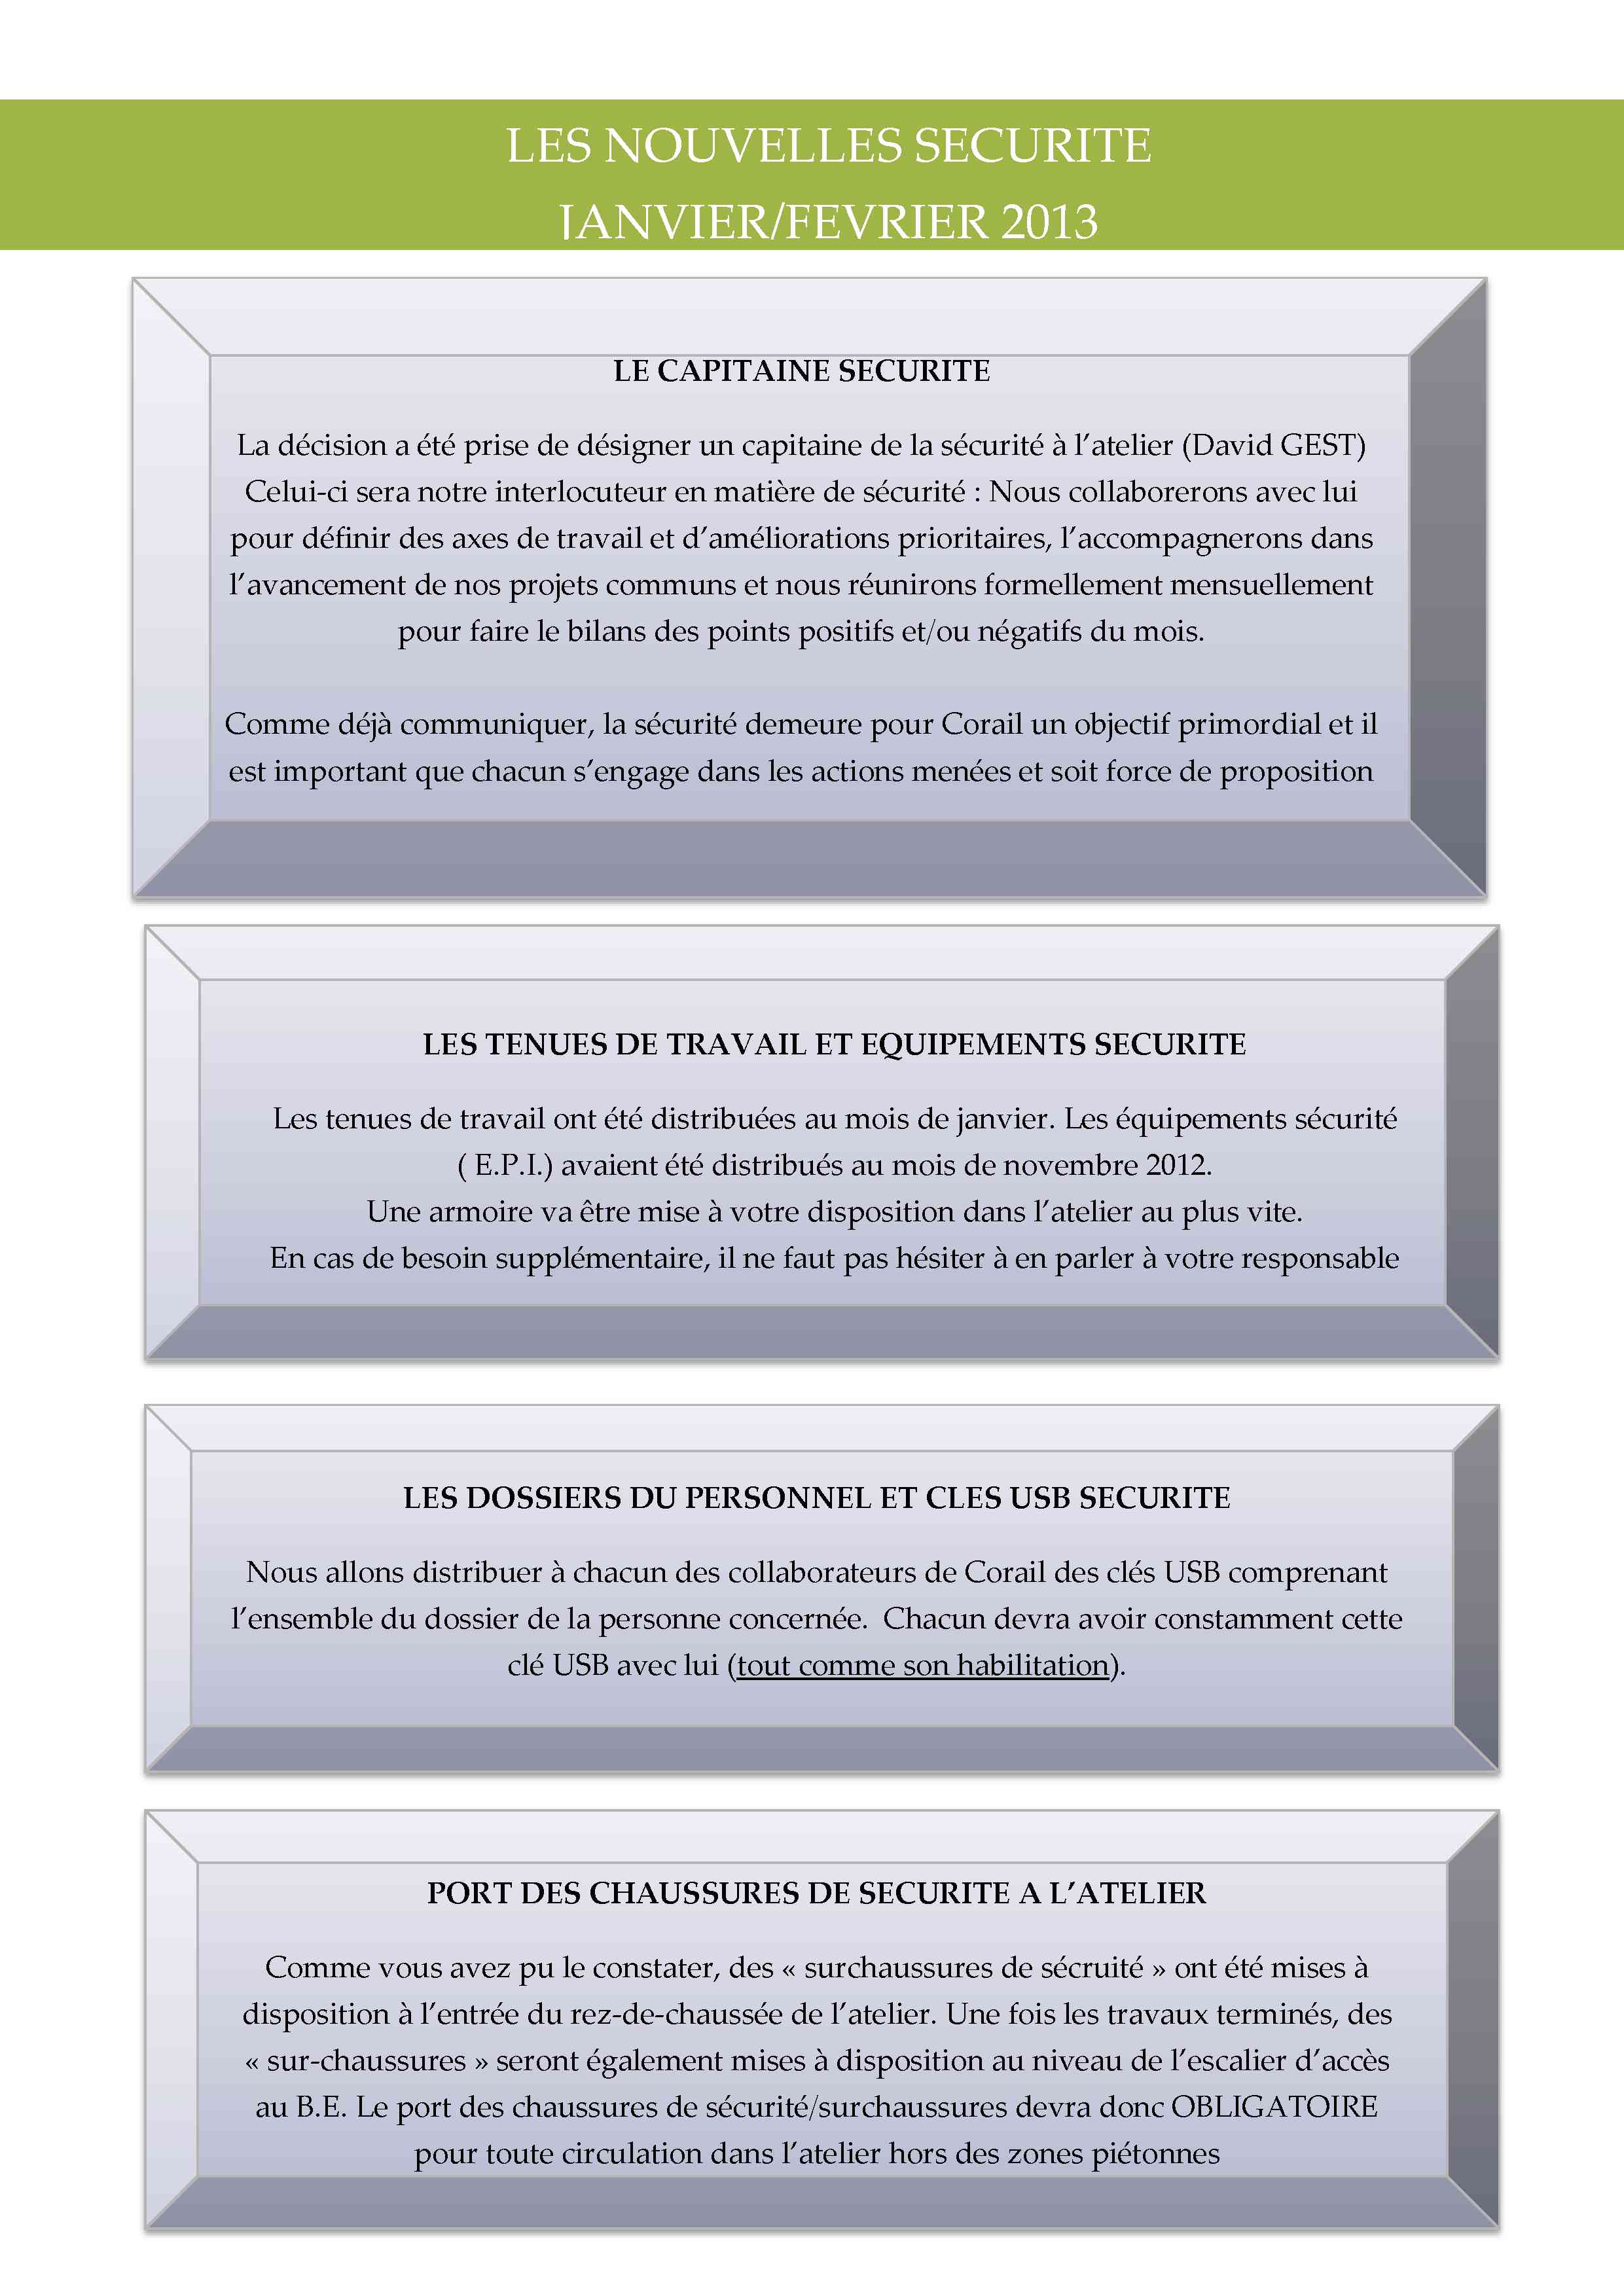 LES NOUVELLES SECURITE
JANVIER/FEVRIER 2013
LE CAPITAINE SECURITE
La décision a été prise de désigner un capitaine de la sécurité à l’atelier (David GEST)
Celui-ci sera notre interlocuteur en matière de sécurité : Nous collaborerons avec lui
pour définir des axes de travail et d’améliorations prioritaires, l’accompagnerons dans
l’avancement de nos projets communs et nous réunirons formellement mensuellement
pour faire le bilans des points positifs et/ou négatifs du mois.
Comme déjà communiquer, la sécurité demeure pour Corail un objectif primordial et il
est important que chacun s’engage dans les actions menées et soit force de proposition
LES TENUES DE TRAVAIL ET EQUIPEMENTS SECURITE
Les tenues de travail ont été distribuées au mois de janvier. Les équipements sécurité
( E.P.I.) avaient été distribués au mois de novembre 2012.
Une armoire va être mise à votre disposition dans l’atelier au plus vite.
En cas de besoin supplémentaire, il ne faut pas hésiter à en parler à votre responsable
LES DOSSIERS DU PERSONNEL ET CLES USB SECURITE
Nous allons distribuer à chacun des collaborateurs de Corail des clés USB comprenant
l’ensemble du dossier de la personne concernée.  Chacun devra avoir constamment cette
clé USB avec lui (tout comme son habilitation).
PORT DES CHAUSSURES DE SECURITE A L’ATELIER
Comme vous avez pu le constater, des « surchaussures de sécruité » ont été mises à
disposition à l’entrée du rez-de-chaussée de l’atelier. Une fois les travaux terminés, des
« sur-chaussures » seront également mises à disposition au niveau de l’escalier d’accès
au B.E. Le port des chaussures de sécurité/surchaussures devra donc OBLIGATOIRE
pour toute circulation dans l’atelier hors des zones piétonnes